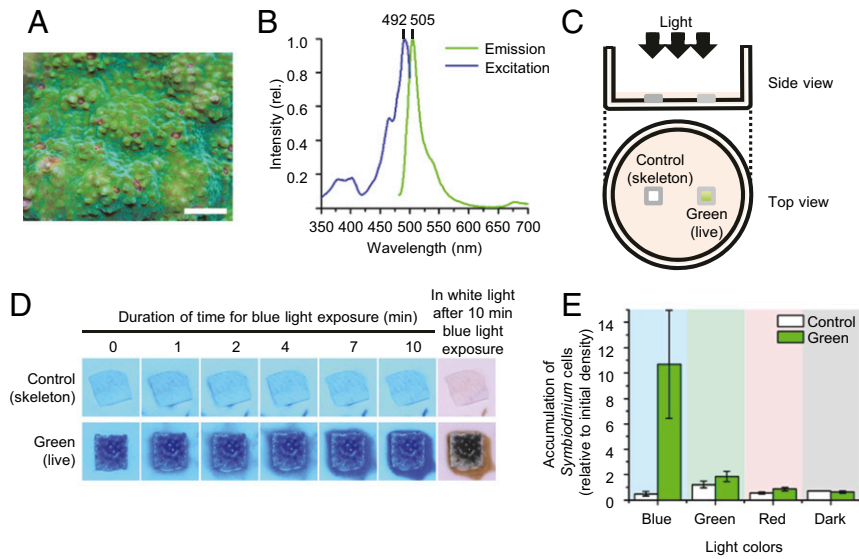 A
B
492 505
Emission
Excitation
Intensity (rel.)
1.0
0.8
0.6
0.4
0.2
350 400 450 500 550 600 650 700
Wavelength (nm)
C
Light
Side view
Control
(skeleton)
Green
(live)
Top view
D
Duration of time for blue light exposure (min)
In white light
after 10 min
blue light
exposure
0 1 2 4 7 10
Control
(skeleton)
Green
(live)
E
Control
Green
Accumulation of
Symbiodinium cells
(relative to initial density)
14
12
10
8
6
4
2
0
Blue Green Red Dark
Light colors